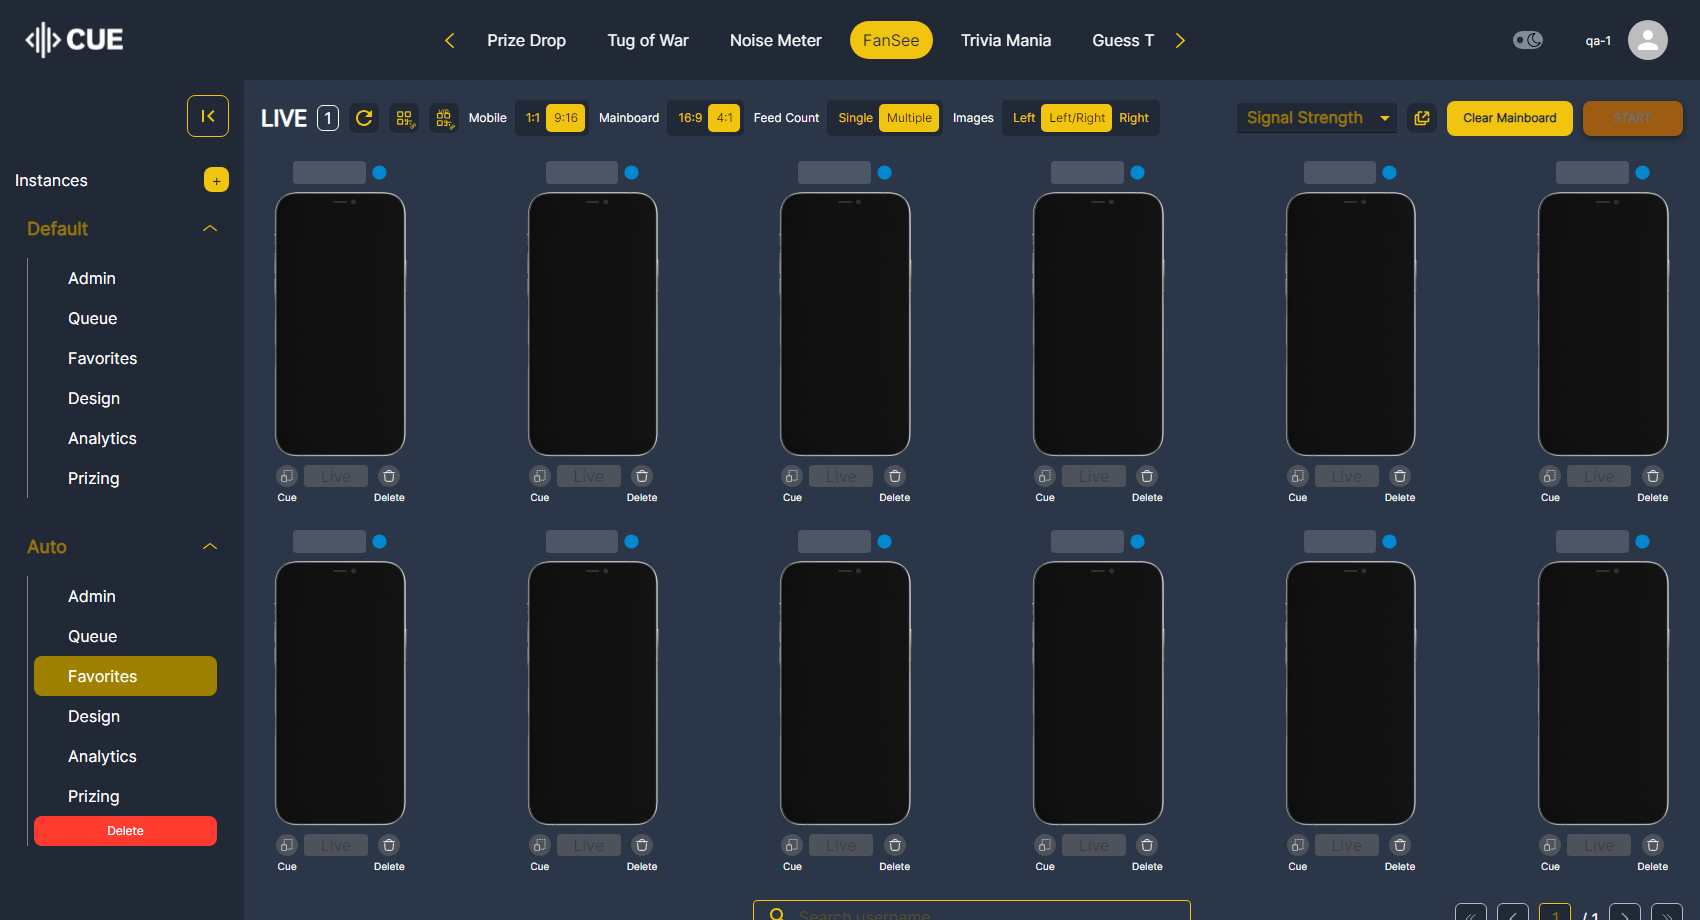 CUE
Prize Drop Tug of War Noise Meter FanSee Trivia Mania Guess T
qa-1
LIVE 1 Mobile 1:1 9:16 Mainboard 16:9 4:1 Feed Count Single Multiple Images Left Left/Right Right Signal Strength Clear Mainboard START
Instances +
Default
Admin
Queue
Favorites
Design
Analytics
Prizing
Auto
Admin
Queue
Favorites
Design
Analytics
Prizing
Delete
Live Live Live Live Live Live
Cue Delete Cue Delete Cue Delete Cue Delete Cue Delete Cue Delete
Live Live Live Live Live Live
Cue Delete Cue Delete Cue Delete Cue Delete Cue Delete Cue Delete
Search username
1 / 1